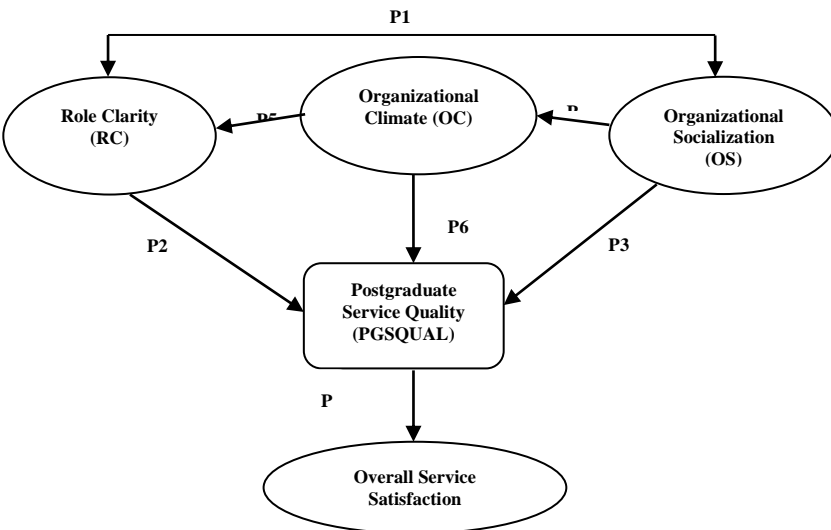 P1
Role Clarity
(RC)
Organizational
Climate (OC)
Organizational
Socialization
(OS)
P5
P
P2
P6
P3
Postgraduate
Service Quality
(PGSQUAL)
P
Overall Service
Satisfaction